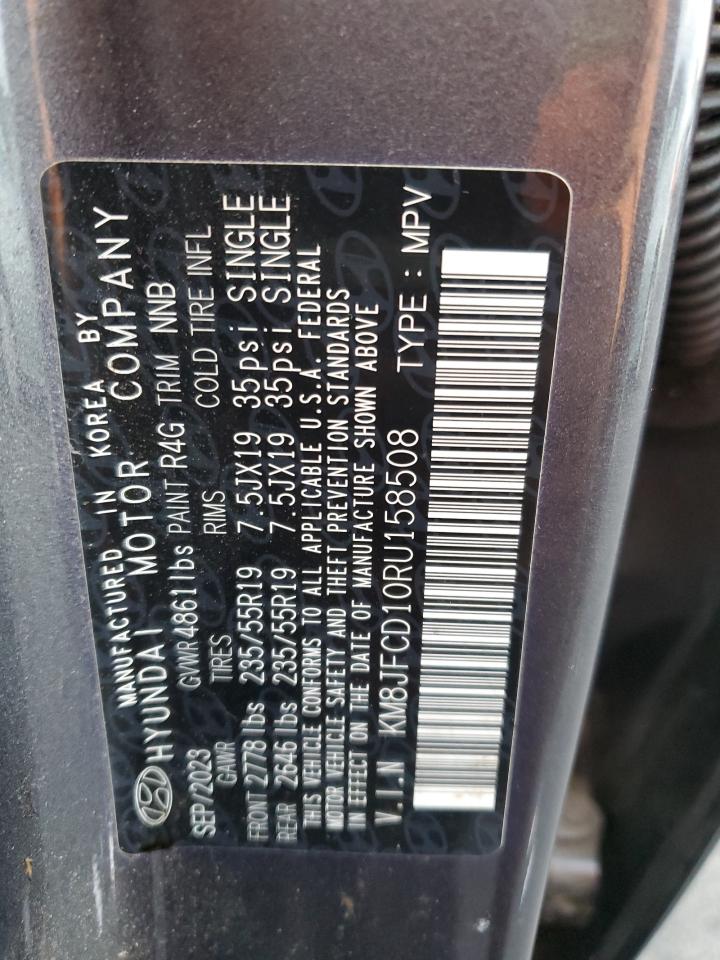 MANUFACTURED IN KOREA BY
HYUNDAI MOTOR COMPANY
SEP/2023 GVWR 4861lbs PAINT R4G TRIM NNB
GAWR TIRES RIMS COLD TIRE INFL
FRONT 2778 lbs 235/55R19 7.5JX19 35psi SINGLE
REAR 2646 lbs 235/55R19 7.5JX19 35psi SINGLE
THIS VEHICLE CONFORMS TO ALL APPLICABLE U.S.A. FEDERAL
MOTOR VEHICLE SAFETY AND THEFT PREVENTION STANDARDS
IN EFFECT ON THE DATE OF MANUFACTURE SHOWN ABOVE
V.I.N KM8JFCD10RU158508 TYPE : MPV